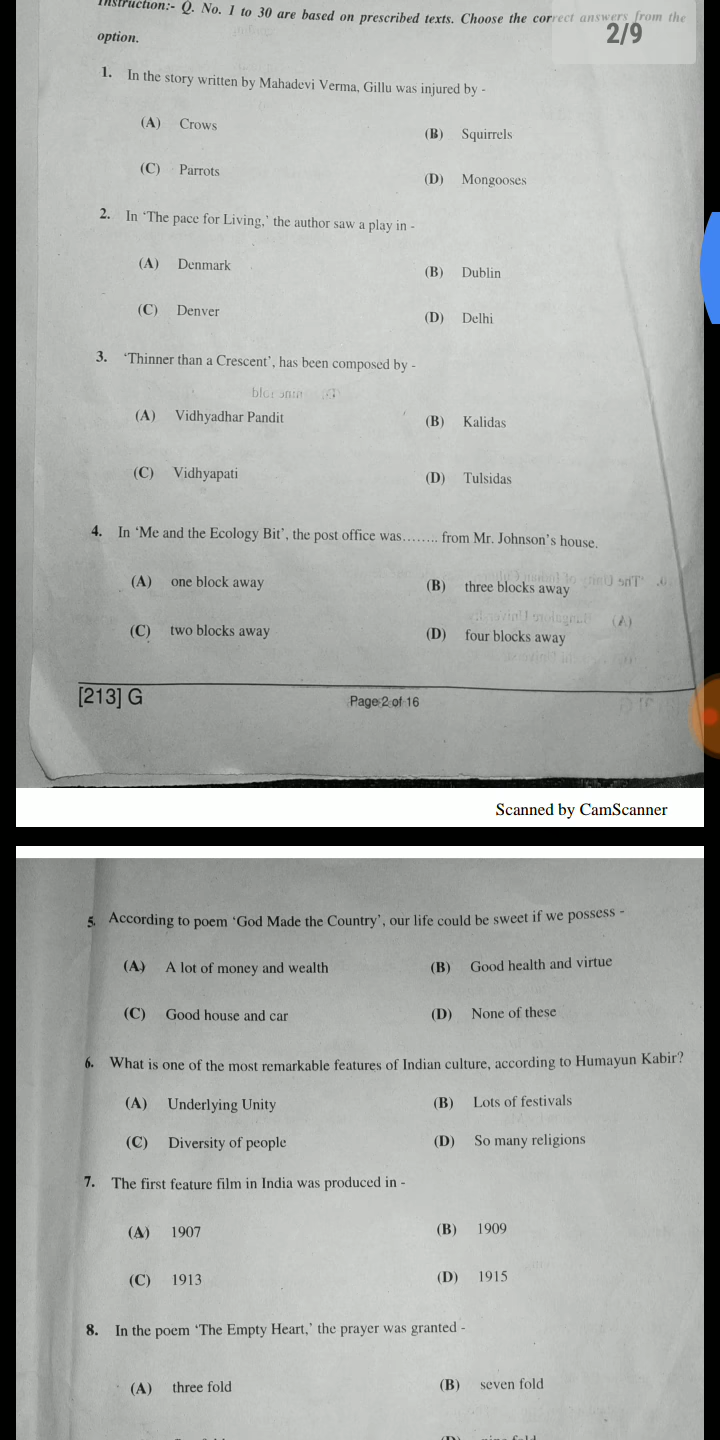 Instruction:- Q. No. 1 to 30 are based on prescribed texts. Choose the correct answers from the
option.
2/9
1. In the story written by Mahadevi Verma, Gillu was injured by -
(A) Crows (B) Squirrels
(C) Parrots (D) Mongooses
2. In 'The pace for Living,' the author saw a play in -
(A) Denmark (B) Dublin
(C) Denver (D) Delhi
3. 'Thinner than a Crescent', has been composed by -
(A) Vidhyadhar Pandit (B) Kalidas
(C) Vidhyapati (D) Tulsidas
4. In 'Me and the Ecology Bit', the post office was........ from Mr. Johnson's house.
(A) one block away (B) three blocks away
(C) two blocks away (D) four blocks away
[213] G Page 2 of 16
Scanned by CamScanner
5. According to poem 'God Made the Country', our life could be sweet if we possess -
(A) A lot of money and wealth (B) Good health and virtue
(C) Good house and car (D) None of these
6. What is one of the most remarkable features of Indian culture, according to Humayun Kabir?
(A) Underlying Unity (B) Lots of festivals
(C) Diversity of people (D) So many religions
7. The first feature film in India was produced in -
(A) 1907 (B) 1909
(C) 1913 (D) 1915
8. In the poem 'The Empty Heart,' the prayer was granted -
(A) three fold (B) seven fold